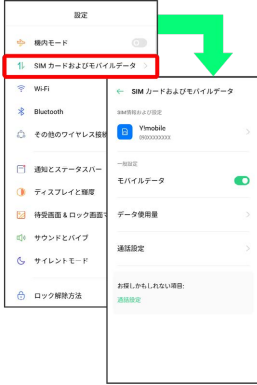 設定
機内モード
SIM カードおよびモバイルデータ
Wi-Fi
Bluetooth
その他のワイヤレス接続
通知とステータスバー
ディスプレイと輝度
待受画面 & ロック画面
サウンドとバイブ
サイレントモード
ロック解除方法
← SIM カードおよびモバイルデータ
SIM情報および設定
Y!mobile
090XXXXXXXX
一般設定
モバイルデータ
データ使用量
通話設定
お探しかもしれない項目:
通話設定